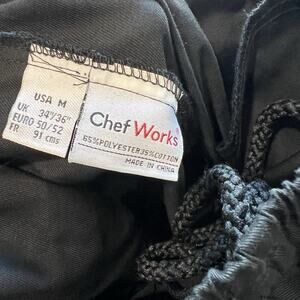 USA M
UK 34"/36"
EURO 50/52
FR 91 cms
Chef Works
65%POLYESTER35%COTTON
MADE IN CHINA